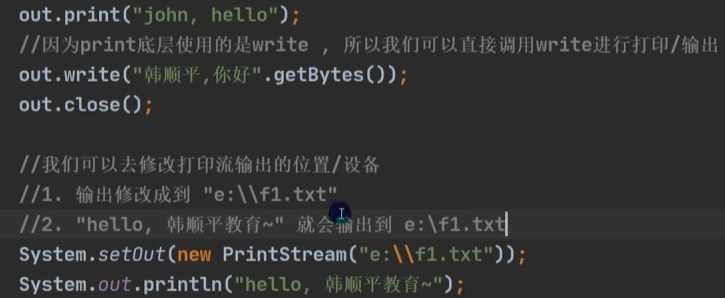 out.print("john, hello");
//因为print底层使用的是write , 所以我们可以直接调用write进行打印/输出
out.write("韩顺平,你好".getBytes());
out.close();
//我们可以去修改打印流输出的位置/设备
//1. 输出修改成到 "e:\\f1.txt"
//2. "hello, 韩顺平教育~" 就会输出到 e:\f1.txt
System.setOut(new PrintStream("e:\\f1.txt"));
System.out.println("hello, 韩顺平教育~");